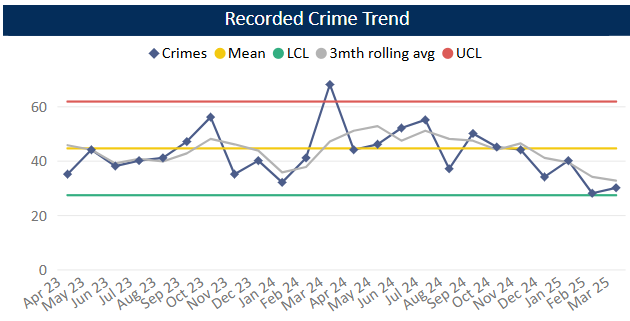 Recorded Crime Trend
Crimes Mean LCL 3mth rolling avg UCL
60
40
20
0
Apr 23 May 23 Jun 23 Jul 23 Aug 23 Sep 23 Oct 23 Nov 23 Dec 23 Jan 24 Feb 24 Mar 24 Apr 24 May 24 Jun 24 Jul 24 Aug 24 Sep 24 Oct 24 Nov 24 Dec 24 Jan 25 Feb 25 Mar 25